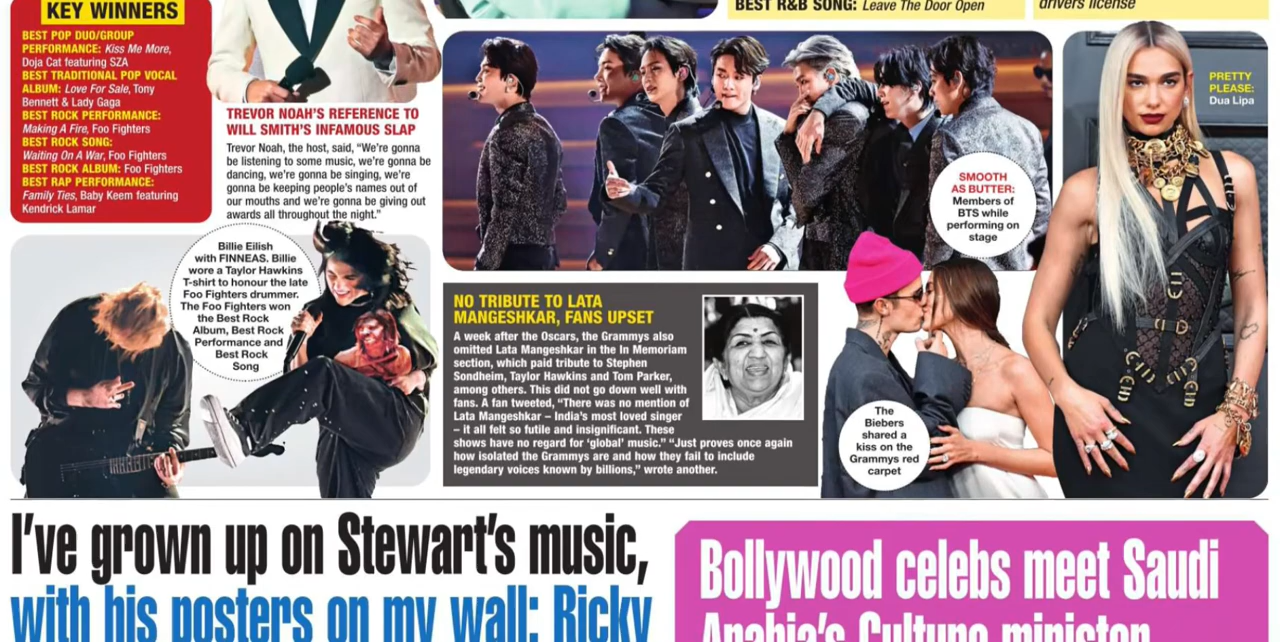 KEY WINNERS
BEST POP DUO/GROUP
PERFORMANCE: Kiss Me More,
Doja Cat featuring SZA
BEST TRADITIONAL POP VOCAL
ALBUM: Love For Sale, Tony
Bennett & Lady Gaga
BEST ROCK PERFORMANCE:
Making A Fire, Foo Fighters
BEST ROCK SONG:
Waiting On A War, Foo Fighters
BEST ROCK ALBUM: Foo Fighters
BEST RAP PERFORMANCE:
Family Ties, Baby Keem featuring
Kendrick Lamar
TREVOR NOAH'S REFERENCE TO
WILL SMITH'S INFAMOUS SLAP
Trevor Noah, the host, said, "We're gonna
be listening to some music, we're gonna be
dancing, we're gonna be singing, we're
gonna be keeping people's names out of
our mouths and we're gonna be giving out
awards all throughout the night."
BEST R&B SONG: Leave The Door Open
drivers license
PRETTY
PLEASE:
Dua Lipa
SMOOTH
AS BUTTER:
Members of
BTS while
performing on
stage
Billie Eilish
with FINNEAS. Billie
wore a Taylor Hawkins
T-shirt to honour the late
Foo Fighters drummer.
The Foo Fighters won
the Best Rock
Album, Best Rock
Performance and
Best Rock
Song
NO TRIBUTE TO LATA
MANGESHKAR, FANS UPSET
A week after the Oscars, the Grammys also
omitted Lata Mangeshkar in the In Memoriam
section, which paid tribute to Stephen
Sondheim, Taylor Hawkins and Tom Parker,
among others. This did not go down well with
fans. A fan tweeted, "There was no mention of
Lata Mangeshkar – India's most loved singer
– it all felt so futile and insignificant. These
shows have no regard for 'global' music." "Just proves once again
how isolated the Grammys are and how they fail to include
legendary voices known by billions," wrote another.
The
Biebers
shared a
kiss on the
Grammys red
carpet
I've grown up on Stewart's music,
with his posters on my wall: Ricky
Bollywood celebs meet Saudi
Arabia's Culture minister